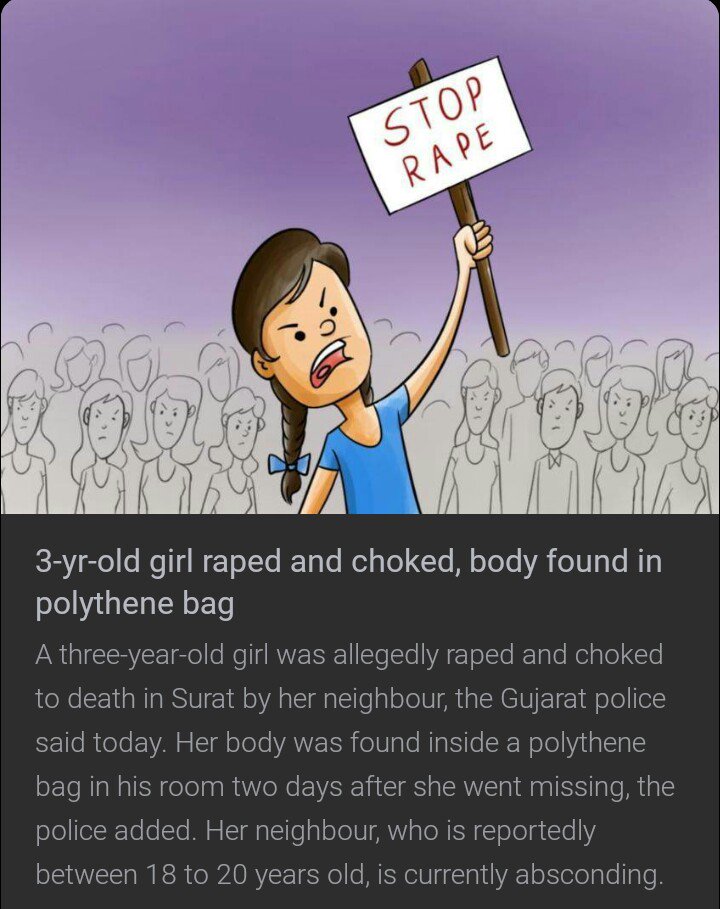 STOP
RAPE
3-yr-old girl raped and choked, body found in
polythene bag
A three-year-old girl was allegedly raped and choked
to death in Surat by her neighbour, the Gujarat police
said today. Her body was found inside a polythene
bag in his room two days after she went missing, the
police added. Her neighbour, who is reportedly
between 18 to 20 years old, is currently absconding.